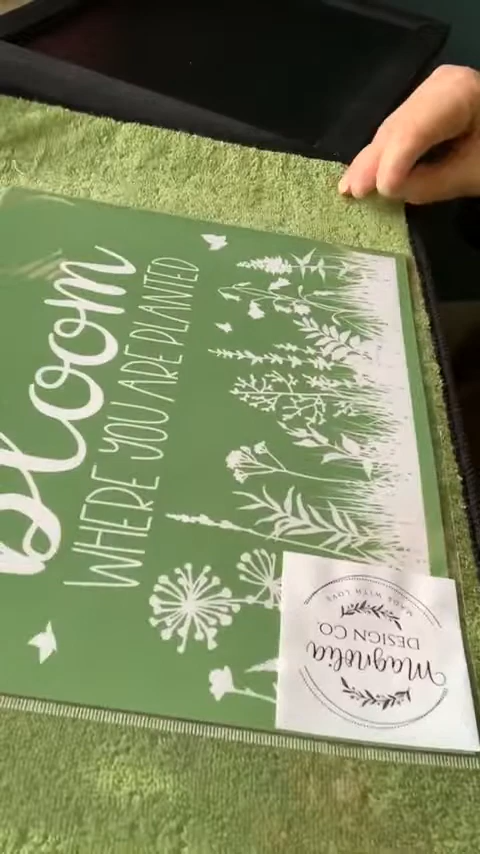 Bloom
WHERE YOU ARE PLANTED
magnolia
DESIGN CO.
MADE WITH LOVE